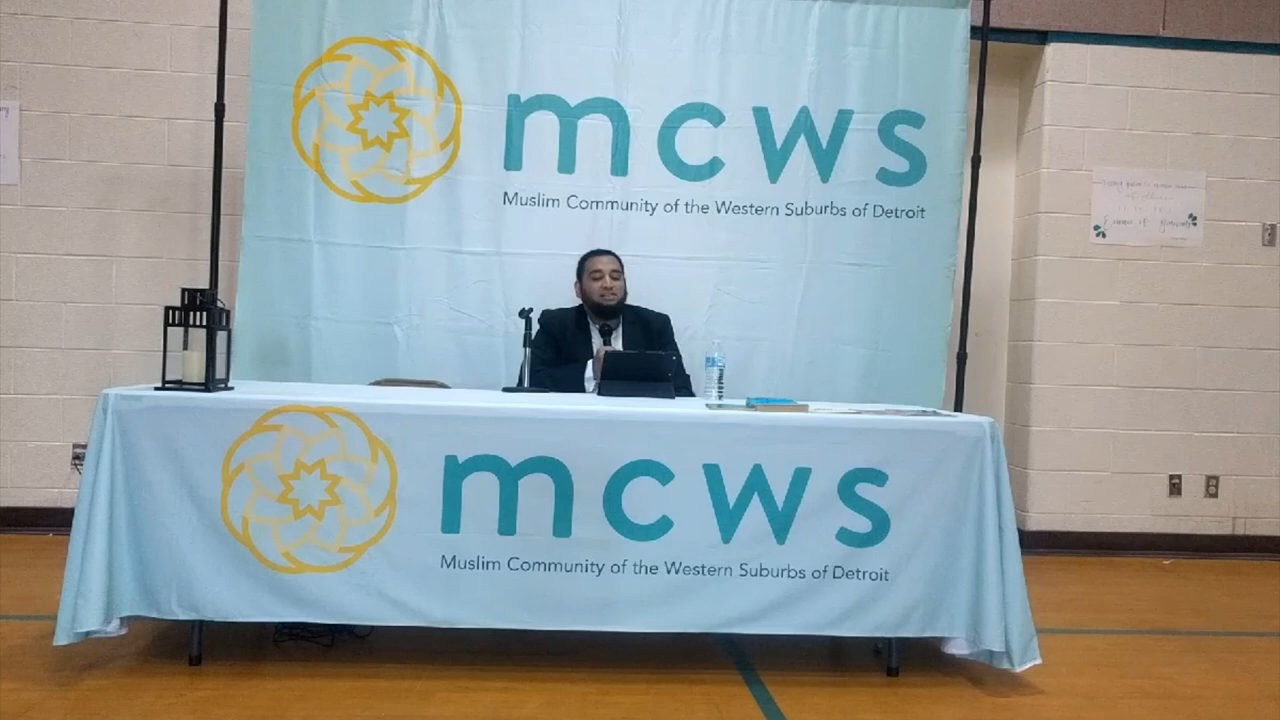 mcws
Muslim Community of the Western Suburbs of Detroit
mcws
Muslim Community of the Western Suburbs of Detroit